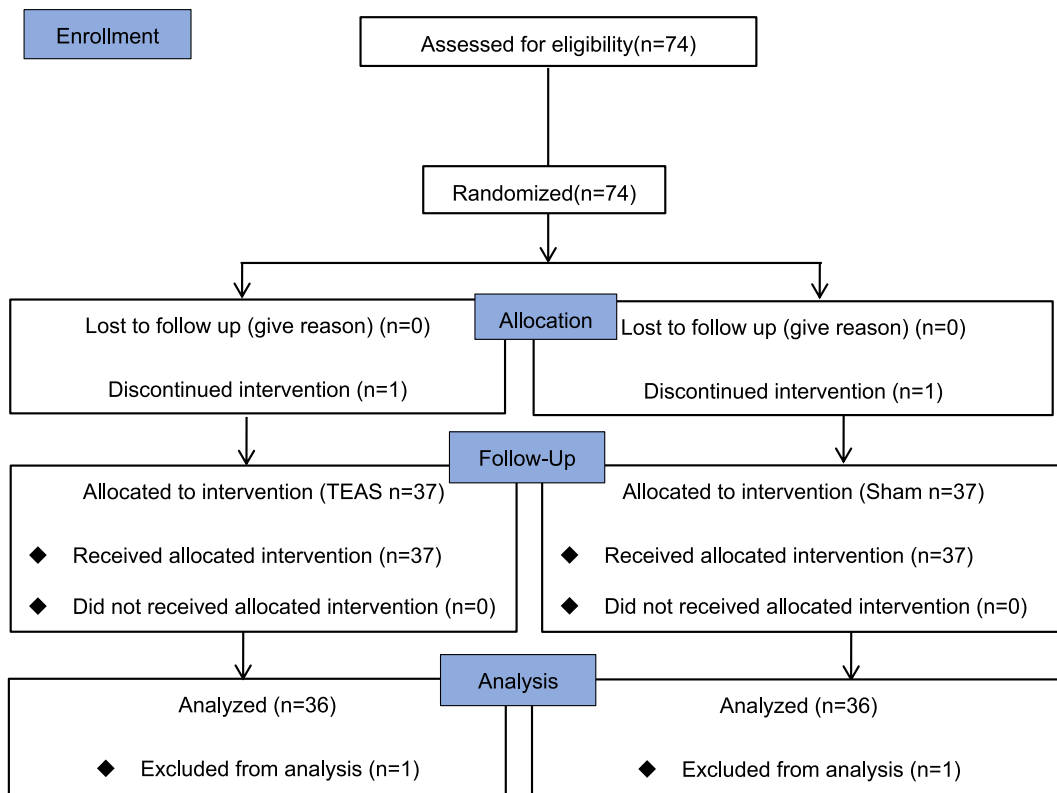 Enrollment
Assessed for eligibility(n=74)
Randomized(n=74)
Allocation
Lost to follow up (give reason) (n=0)
Discontinued intervention (n=1)
Lost to follow up (give reason) (n=0)
Discontinued intervention (n=1)
Follow-Up
Allocated to intervention (TEAS n=37)
◆ Received allocated intervention (n=37)
◆ Did not received allocated intervention (n=0)
Allocated to intervention (Sham n=37)
◆ Received allocated intervention (n=37)
◆ Did not received allocated intervention (n=0)
Analysis
Analyzed (n=36)
◆ Excluded from analysis (n=1)
Analyzed (n=36)
◆ Excluded from analysis (n=1)